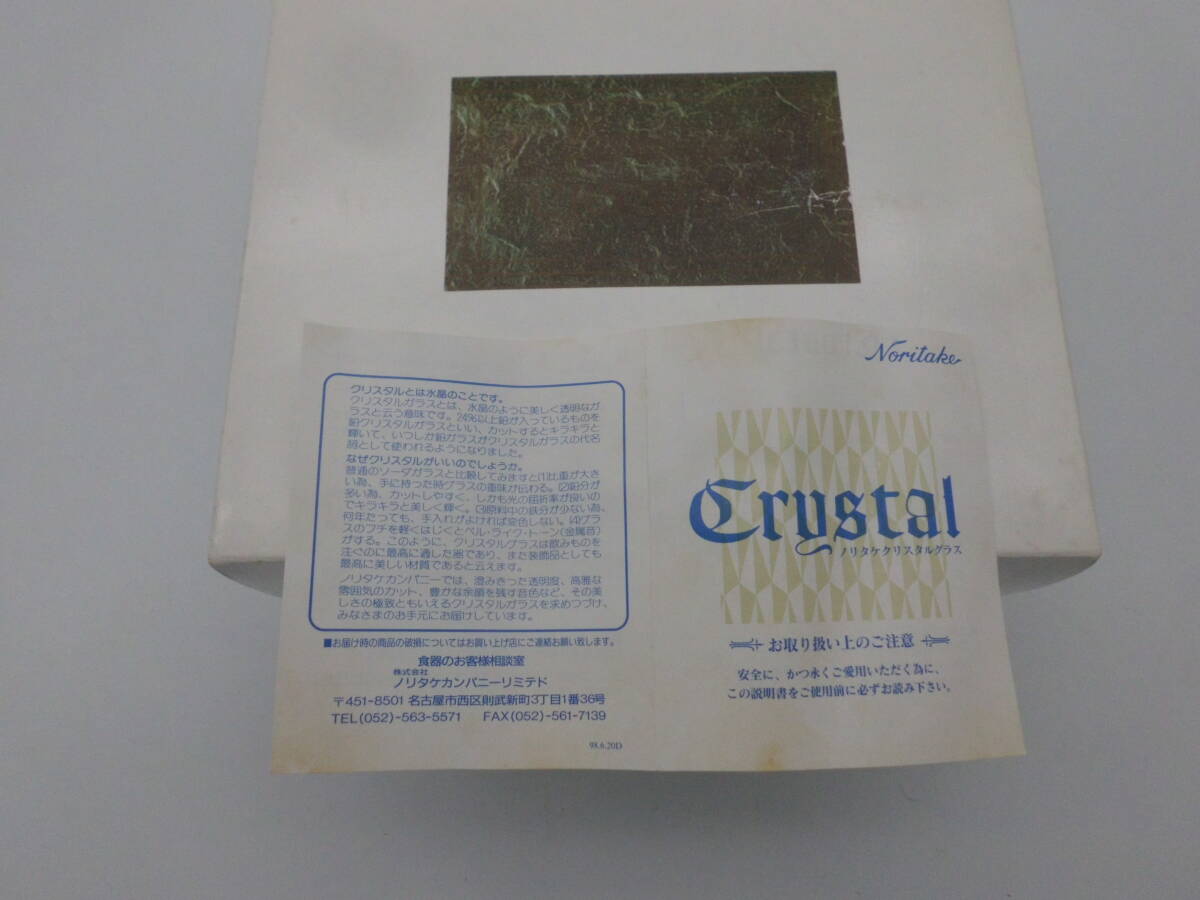 クリスタルとは水晶のことです。
クリスタルガラスとは、水晶のように美しく透明なガ
ラスと云う意味です。24%以上鉛が入っているものを
鉛クリスタルガラスといい、カットするとキラキラと
輝いて、いつしか鉛ガラスがクリスタルガラスの代名
詞として使われるようになりました。
なぜクリスタルがいいのでしょうか。
普通のソーダガラスと比較してみますと(1)比重が大き
い為、手に持った時グラスの重味が伝わる。(2)鉛分が
多い為、カットしやすく、しかも光の屈折率が良いの
でキラキラと美しく輝く。(3)原料中の鉄分が少ない為、
何年たっても、手入れがよければ変色しない。(4)グラ
スのフチを軽くはじくとベル・ライク・トーン(金属音)
がする。このように、クリスタルグラスは飲みものを
注ぐのに最高に適した器であり、また装飾品としても
最高に美しい材質であると云えます。
ノリタケカンパニーでは、澄みきった透明度、高雅な
雰囲気のカット、豊かな余韻を残す音色など、その美
しさの極致ともいえるクリスタルガラスを求めつづけ、
みなさまのお手元にお届けしています。
■お届け時の商品の破損についてはお買い上げ店にご連絡お願い致します。
食器のお客様相談室
株式会社
ノリタケカンパニーリミテド
〒451-8501 名古屋市西区則武新町3丁目1番36号
TEL(052)-563-5571 FAX(052)-561-7139
98.6.20D
Noritake
Crystal
ノリタケクリスタルグラス
お取り扱い上のご注意
安全に、かつ永くご愛用いただく為に、
この説明書をご使用前に必ずお読み下さい。